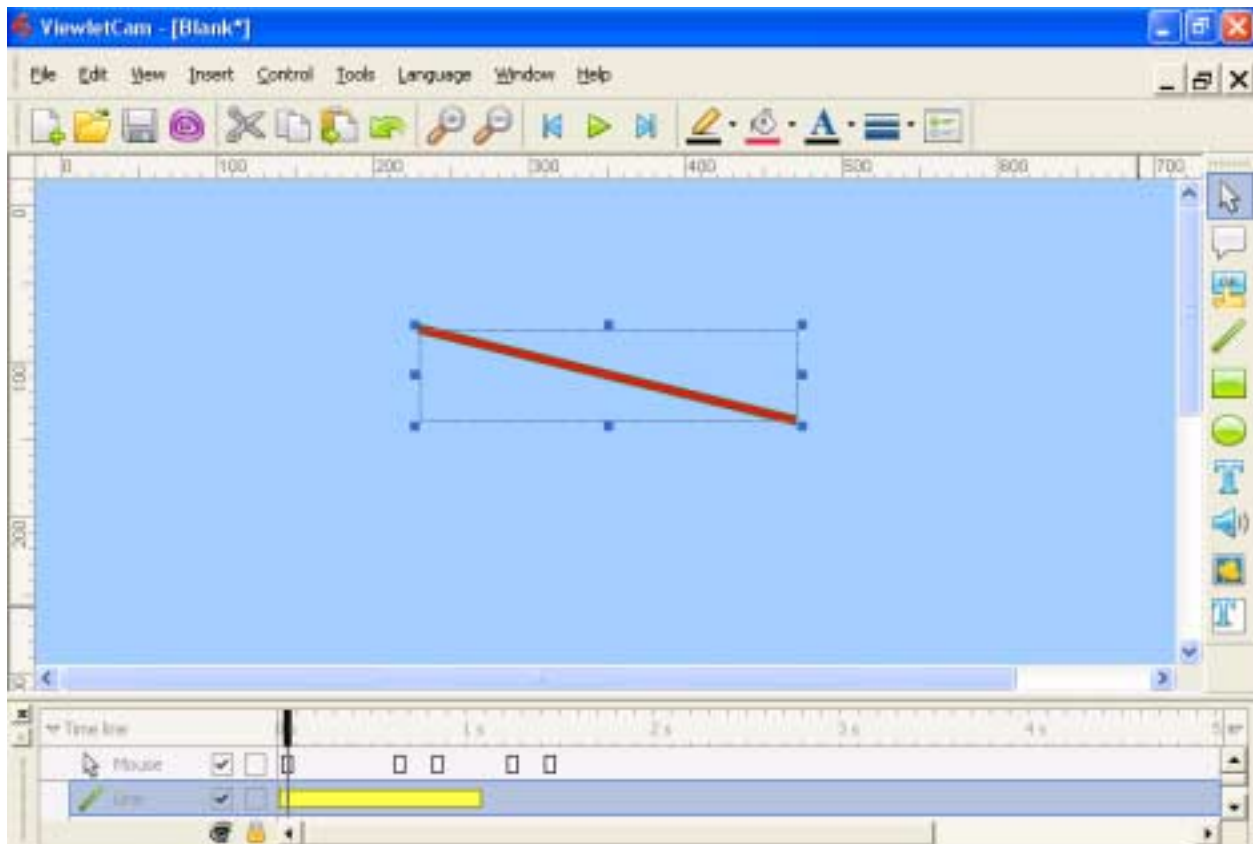 ViewletCam - [Blank*]
File Edit View Insert Control Tools Language Window Help
A
0 100 200 300 400 500 600 700
0
100
200
T
T
Time line 1 s 2 s 3 s 4 s 5
Mouse
Line